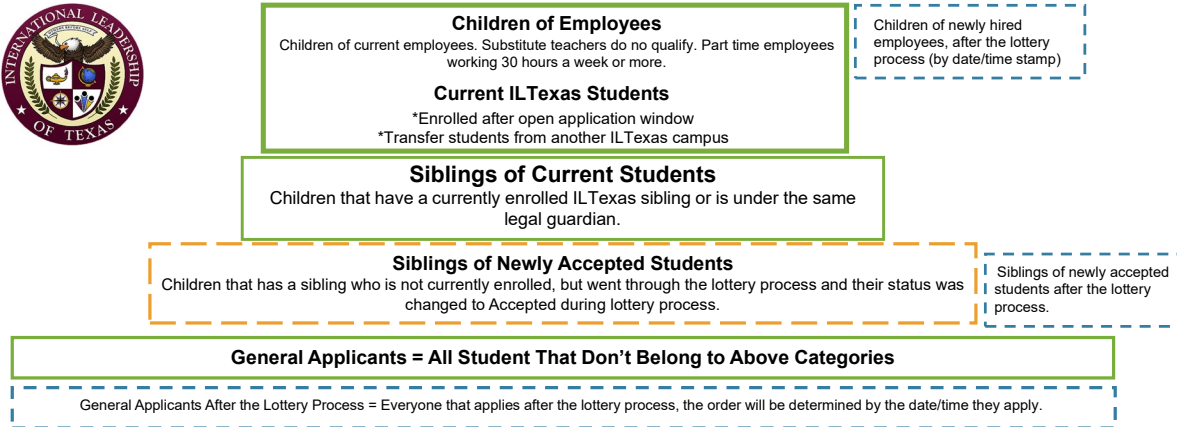 INTERNATIONAL LEADERSHIP
OF TEXAS
Children of Employees
Children of current employees. Substitute teachers do no qualify. Part time employees
working 30 hours a week or more.
Current ILTexas Students
*Enrolled after open application window
*Transfer students from another ILTexas campus
Children of newly hired
employees, after the lottery
process (by date/time stamp)
Siblings of Current Students
Children that have a currently enrolled ILTexas sibling or is under the same
legal guardian.
Siblings of Newly Accepted Students
Children that has a sibling who is not currently enrolled, but went through the lottery process and their status was
changed to Accepted during lottery process.
Siblings of newly accepted
students after the lottery
process.
General Applicants = All Student That Don’t Belong to Above Categories
General Applicants After the Lottery Process = Everyone that applies after the lottery process, the order will be determined by the date/time they apply.